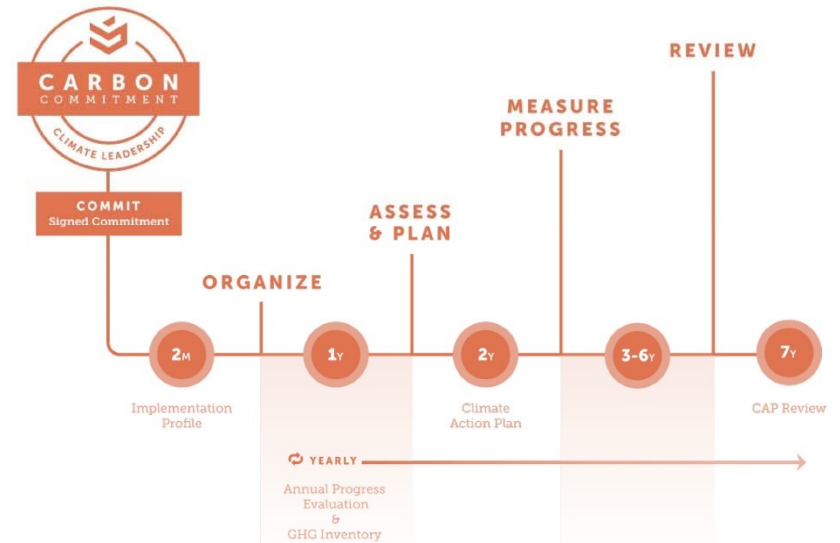 CARBON
COMMITMENT
CLIMATE LEADERSHIP
COMMIT
Signed Commitment
ORGANIZE
ASSESS
& PLAN
MEASURE
PROGRESS
REVIEW
2M
1Y
2Y
3-6Y
7Y
Implementation
Profile
Climate
Action Plan
CAP Review
YEARLY
Annual Progress
Evaluation
&
GHG Inventory